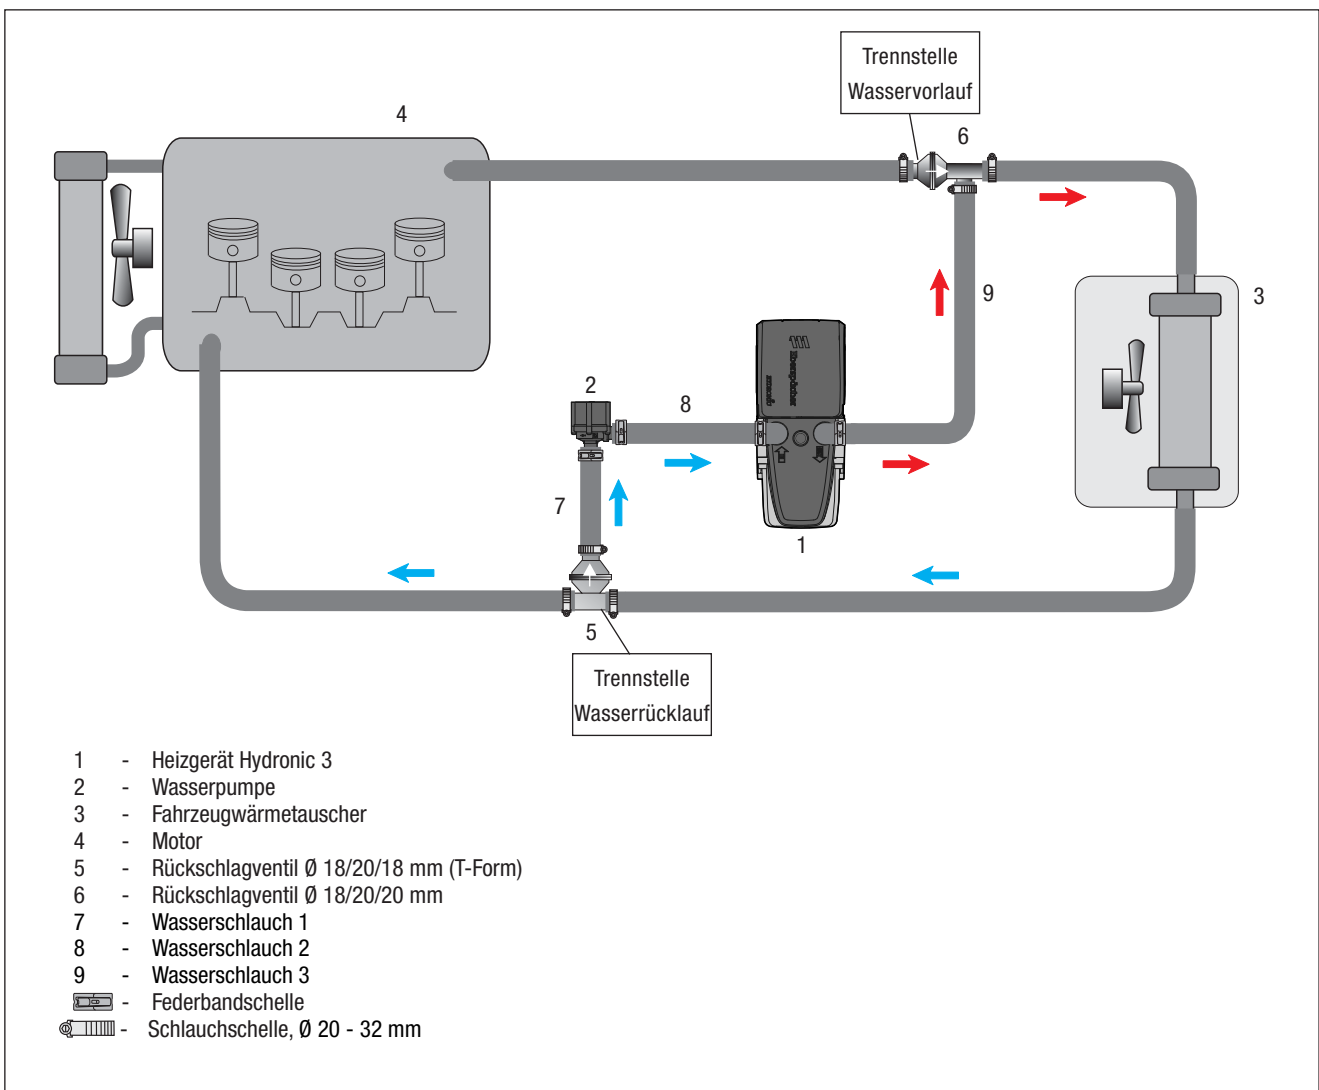 Trennstelle
Wasservorlauf
4
6
3
9
2
8
7
Eberspächer
1
5
Trennstelle
Wasserrücklauf
1 - Heizgerät Hydronic 3
2 - Wasserpumpe
3 - Fahrzeugwärmetauscher
4 - Motor
5 - Rückschlagventil Ø 18/20/18 mm (T-Form)
6 - Rückschlagventil Ø 18/20/20 mm
7 - Wasserschlauch 1
8 - Wasserschlauch 2
9 - Wasserschlauch 3
- Federbandschelle
- Schlauchschelle, Ø 20 - 32 mm